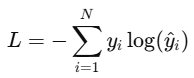 L = -\sum_{i=1}^{N} y_i \log(\hat{y}_i)